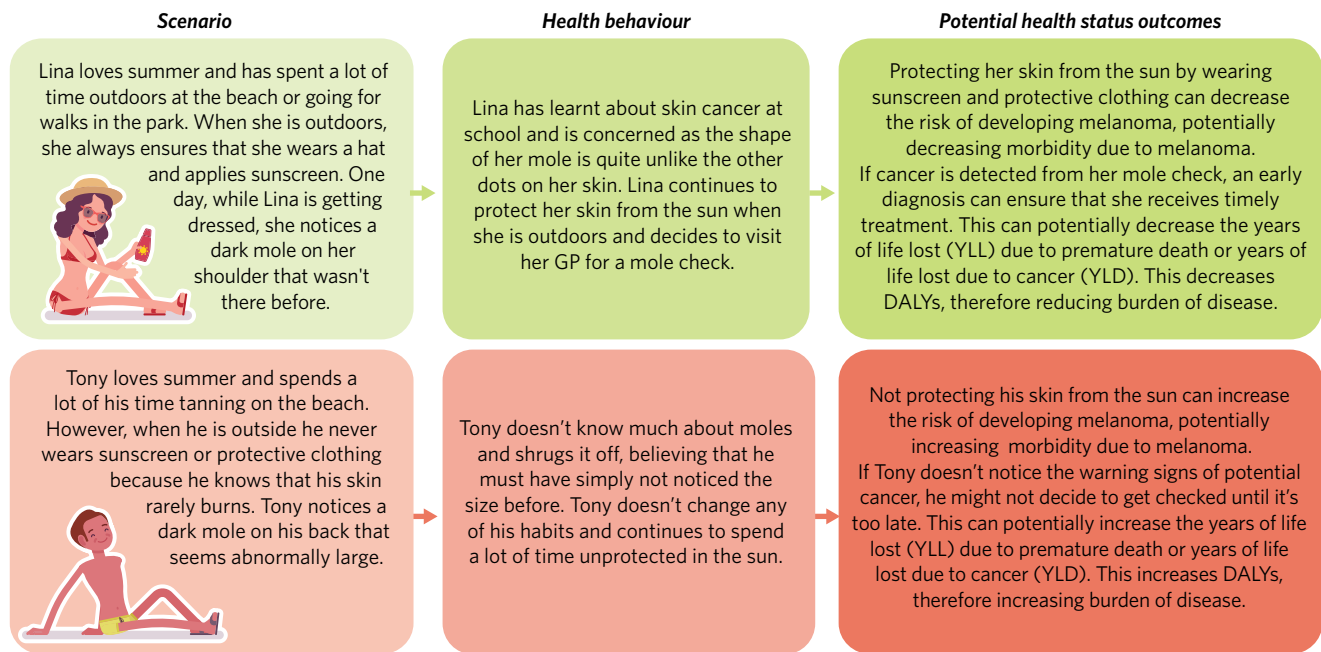 Scenario
Health behaviour
Potential health status outcomes
Lina loves summer and has spent a lot of
time outdoors at the beach or going for
walks in the park. When she is outdoors,
she always ensures that she wears a hat
and applies sunscreen. One
day, while Lina is getting
dressed, she notices a
dark mole on her
shoulder that wasn't
there before.
Lina has learnt about skin cancer at
school and is concerned as the shape
of her mole is quite unlike the other
dots on her skin. Lina continues to
protect her skin from the sun when
she is outdoors and decides to visit
her GP for a mole check.
Protecting her skin from the sun by wearing
sunscreen and protective clothing can decrease
the risk of developing melanoma, potentially
decreasing morbidity due to melanoma.
If cancer is detected from her mole check, an early
diagnosis can ensure that she receives timely
treatment. This can potentially decrease the years
of life lost (YLL) due to premature death or years of
life lost due to cancer (YLD). This decreases
DALYs, therefore reducing burden of disease.
Tony loves summer and spends a
lot of his time tanning on the beach.
However, when he is outside he never
wears sunscreen or protective clothing
because he knows that his skin
rarely burns. Tony notices a
dark mole on his back that
seems abnormally large.
Tony doesn't know much about moles
and shrugs it off, believing that he
must have simply not noticed the
size before. Tony doesn't change any
of his habits and continues to spend
a lot of time unprotected in the sun.
Not protecting his skin from the sun can increase
the risk of developing melanoma, potentially
increasing morbidity due to melanoma.
If Tony doesn't notice the warning signs of potential
cancer, he might not decide to get checked until it's
too late. This can potentially increase the years of life
lost (YLL) due to premature death or years of life
lost due to cancer (YLD). This increases DALYs,
therefore increasing burden of disease.